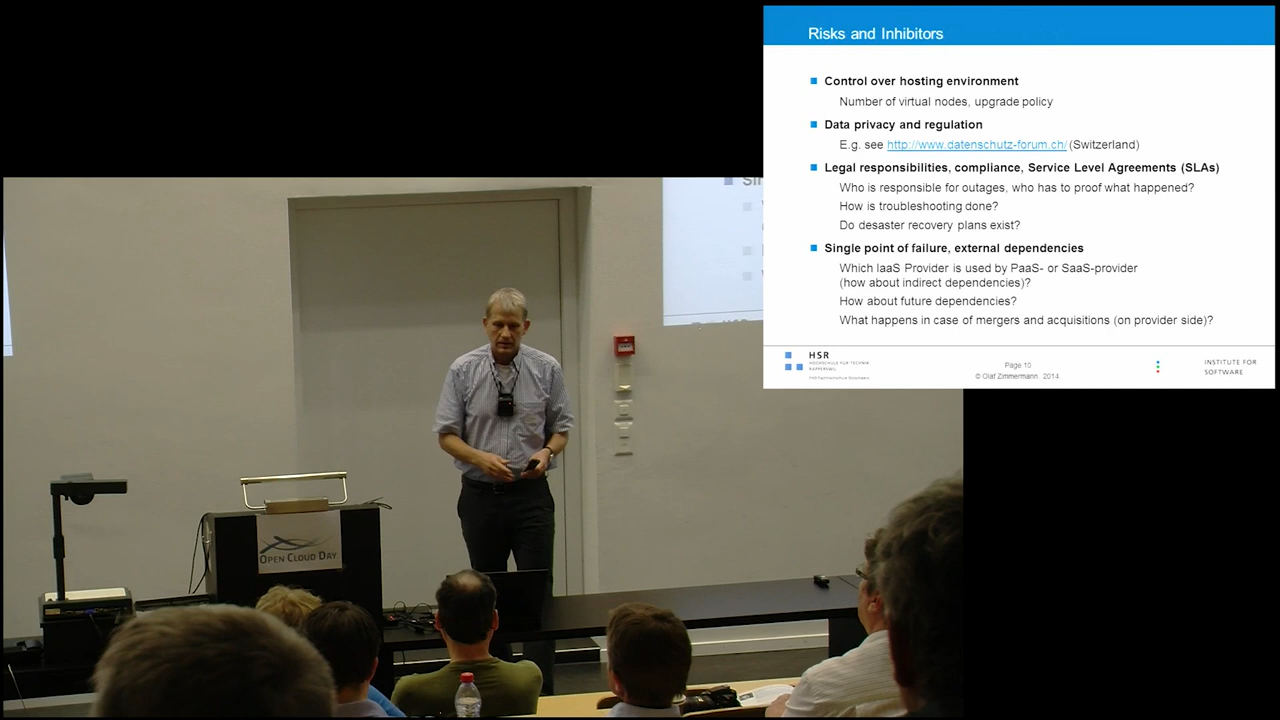 Risks and Inhibitors
Control over hosting environment
Number of virtual nodes, upgrade policy
Data privacy and regulation
E.g. see http://www.datenschutz-forum.ch/ (Switzerland)
Legal responsibilities, compliance, Service Level Agreements (SLAs)
Who is responsible for outages, who has to proof what happened?
How is troubleshooting done?
Do desaster recovery plans exist?
Single point of failure, external dependencies
Which IaaS Provider is used by PaaS- or SaaS-provider
(how about indirect dependencies)?
How about future dependencies?
What happens in case of mergers and acquisitions (on provider side)?
HSR
HOCHSCHULE FÜR TECHNIK
RAPPERSWIL
Page 10
© Olaf Zimmermann 2014
INSTITUTE FOR
SOFTWARE
OPEN CLOUD DAY